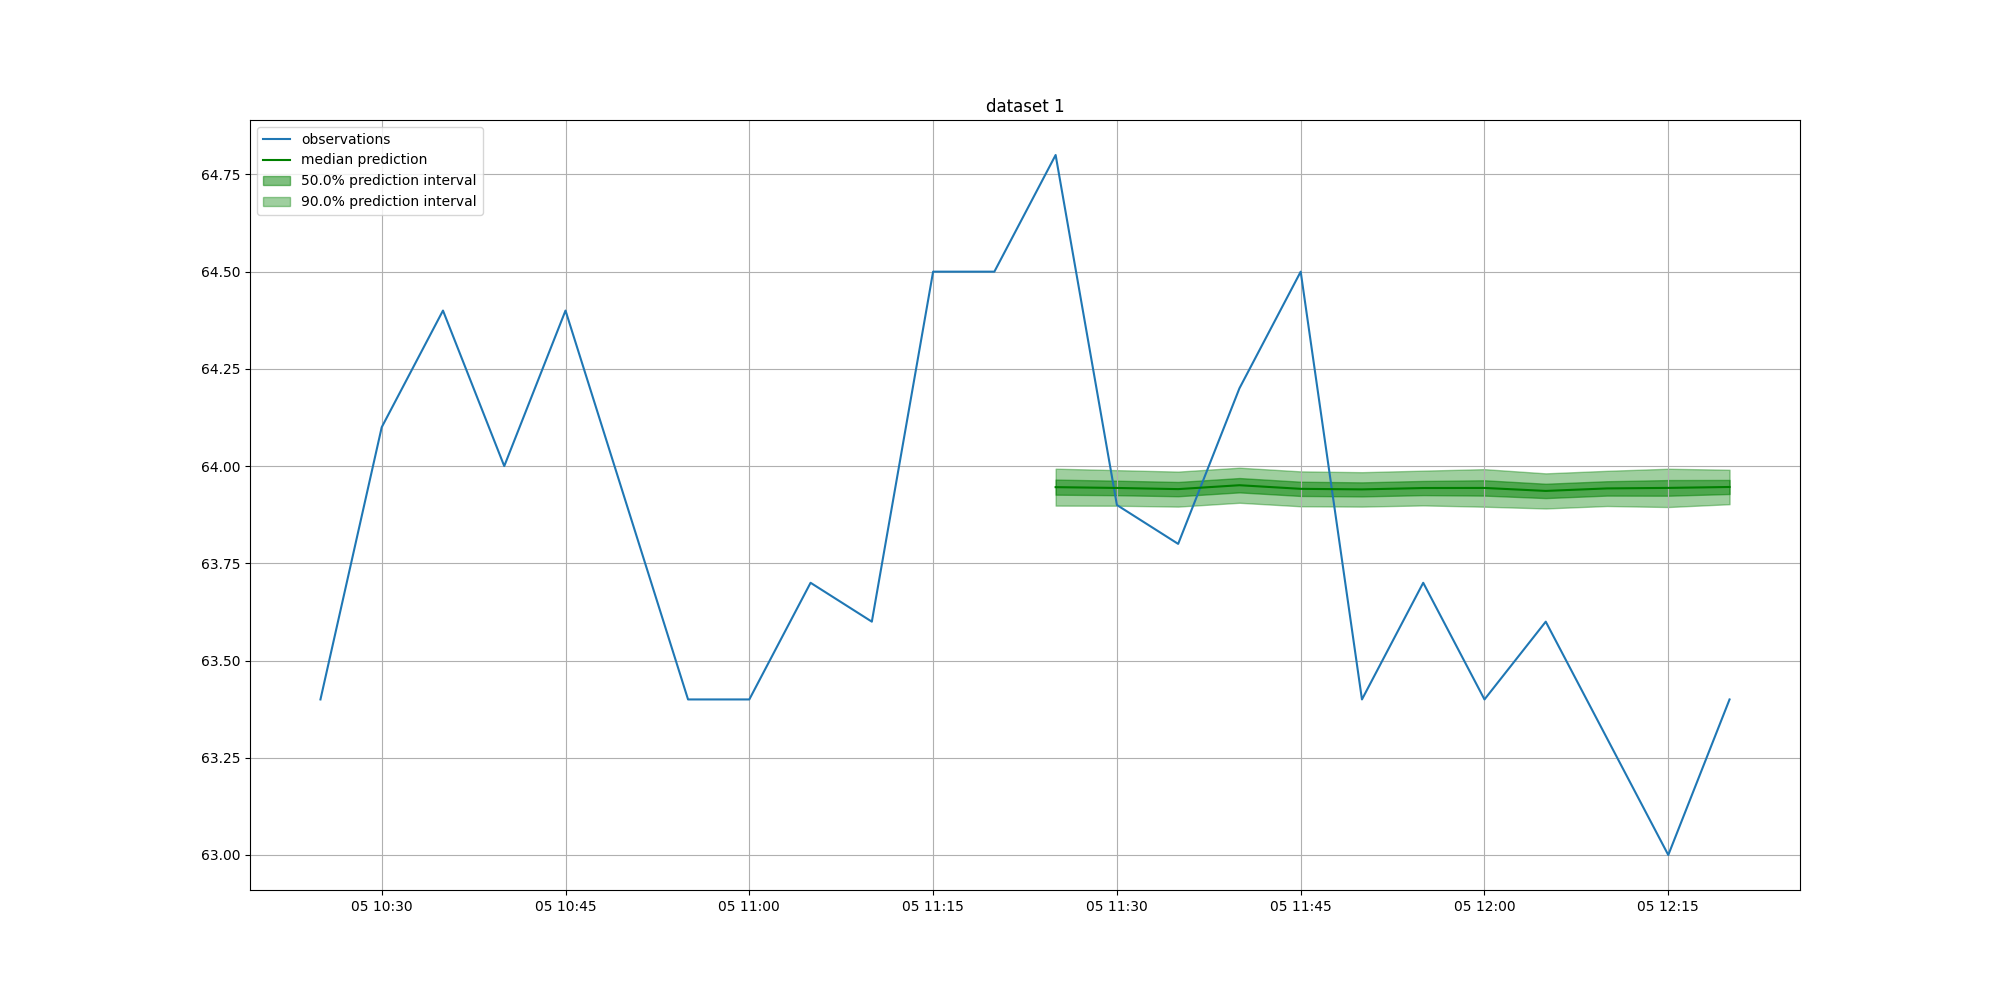 dataset 1
observations
median prediction
50.0% prediction interval
90.0% prediction interval
64.75
64.50
64.25
64.00
63.75
63.50
63.25
63.00
05 10:30 05 10:45 05 11:00 05 11:15 05 11:30 05 11:45 05 12:00 05 12:15